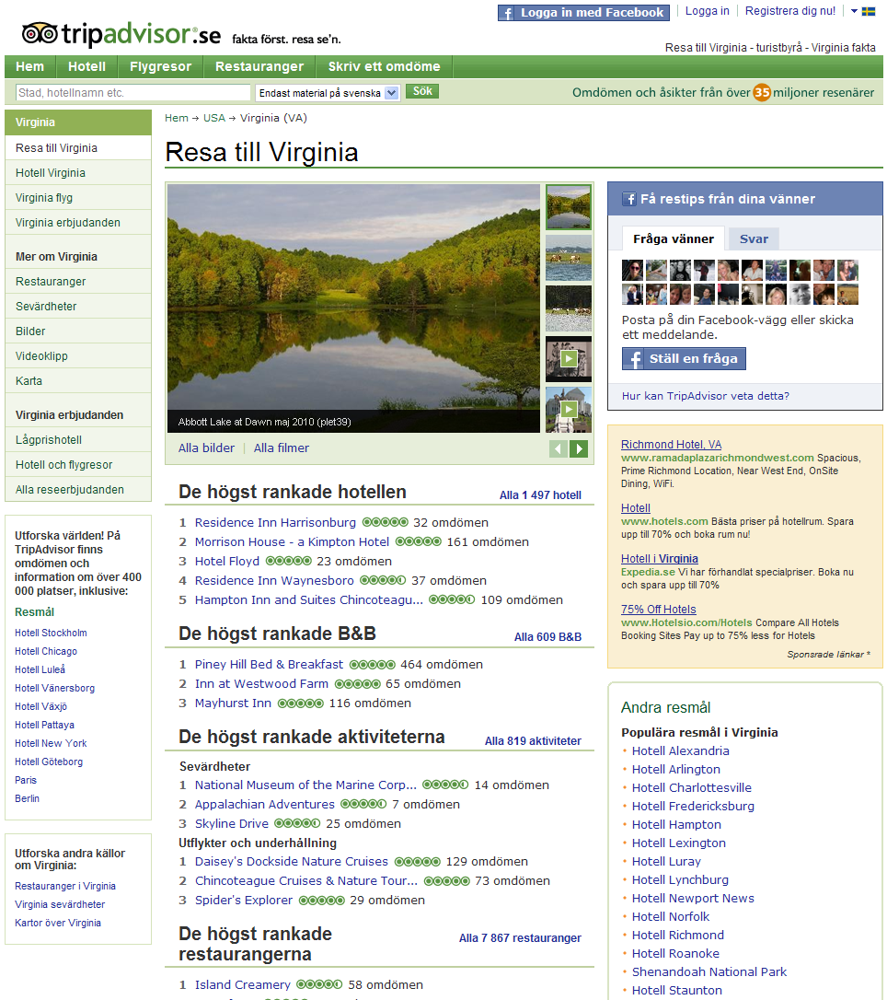 Logga in med Facebook
Logga in
Registrera dig nu!
tripadvisor.se
fakta först. resa se'n.
Resa till Virginia - turistbyrå - Virginia fakta
Hem
Hotell
Flygresor
Restauranger
Skriv ett omdöme
Stad, hotellnamn etc.
Endast material på svenska
Sök
Omdömen och åsikter från över 35 miljoner resenärer
Virginia
Resa till Virginia
Hotell Virginia
Virginia flyg
Virginia erbjudanden
Mer om Virginia
Restauranger
Sevärdheter
Bilder
Videoklipp
Karta
Virginia erbjudanden
Lågprishotell
Hotell och flygresor
Alla reseerbjudanden
Utforska världen! På
TripAdvisor finns
omdömen och
information om över 400
000 platser, inklusive:
Resmål
Hotell Stockholm
Hotell Chicago
Hotell Luleå
Hotell Vänersborg
Hotell Växjö
Hotell Pattaya
Hotell New York
Hotell Göteborg
Paris
Berlin
Utforska andra källor
om Virginia:
Restauranger i Virginia
Virginia sevärdheter
Kartor över Virginia
Hem → USA → Virginia (VA)
Resa till Virginia
Abbott Lake at Dawn maj 2010 (plet39)
Alla bilder
Alla filmer
De högst rankade hotellen
Alla 1 497 hotell
1 Residence Inn Harrisonburg 32 omdömen
2 Morrison House - a Kimpton Hotel 161 omdömen
3 Hotel Floyd 23 omdömen
4 Residence Inn Waynesboro 37 omdömen
5 Hampton Inn and Suites Chincoteagu... 109 omdömen
De högst rankade B&B
Alla 609 B&B
1 Piney Hill Bed & Breakfast 464 omdömen
2 Inn at Westwood Farm 65 omdömen
3 Mayhurst Inn 116 omdömen
De högst rankade aktiviteterna
Alla 819 aktiviteter
Sevärdheter
1 National Museum of the Marine Corp... 14 omdömen
2 Appalachian Adventures 7 omdömen
3 Skyline Drive 25 omdömen
Utflykter och underhållning
1 Daisey's Dockside Nature Cruises 129 omdömen
2 Chincoteague Cruises & Nature Tour... 73 omdömen
3 Spider's Explorer 29 omdömen
De högst rankade
restaurangerna
Alla 7 867 restauranger
1 Island Creamery 58 omdömen
Få restips från dina vänner
Fråga vänner
Svar
Posta på din Facebook-vägg eller skicka
ett meddelande.
Ställ en fråga
Hur kan TripAdvisor veta detta?
Richmond Hotel, VA
www.ramadaplazarichmondwest.com Spacious,
Prime Richmond Location, Near West End, OnSite
Dining, WiFi.
Hotell
www.hotels.com Bästa priser på hotellrum. Spara
upp till 70% och boka rum nu!
Hotell i Virginia
Expedia.se Vi har förhandlat specialpriser. Boka nu
och spara upp till 70%
75% Off Hotels
www.Hotelsio.com/Hotels Compare All Hotels
Booking Sites Pay up to 75% less for Hotels
Sponsrade länkar *
Andra resmål
Populära resmål i Virginia
Hotell Alexandria
Hotell Arlington
Hotell Charlottesville
Hotell Fredericksburg
Hotell Hampton
Hotell Lexington
Hotell Luray
Hotell Lynchburg
Hotell Newport News
Hotell Norfolk
Hotell Richmond
Hotell Roanoke
Shenandoah National Park
Hotell Staunton